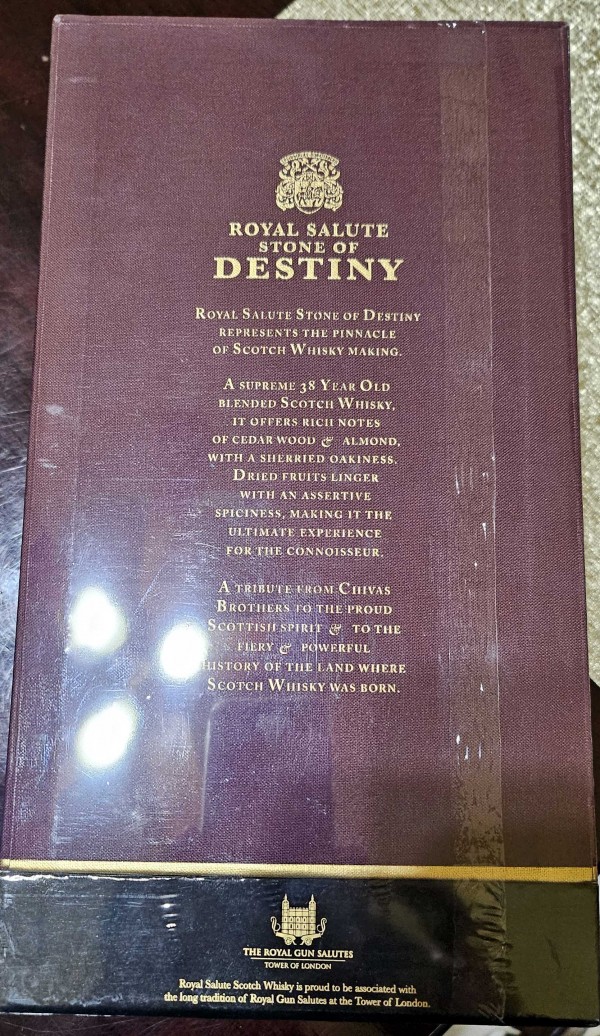 ROYAL SALUTE
STONE OF
DESTINY
ROYAL SALUTE STONE OF DESTINY
REPRESENTS THE PINNACLE
OF SCOTCH WHISKY MAKING.
A SUPREME 38 YEAR OLD
BLENDED SCOTCH WHISKY,
IT OFFERS RICH NOTES
OF CEDAR WOOD & ALMOND,
WITH A SHERRIED OAKINESS.
DRIED FRUITS LINGER
WITH AN ASSERTIVE
SPICINESS, MAKING IT THE
ULTIMATE EXPERIENCE
FOR THE CONNOISSEUR.
A TRIBUTE FROM CHIVAS
BROTHERS TO THE PROUD
SCOTTISH SPIRIT & TO THE
FIERY & POWERFUL
HISTORY OF THE LAND WHERE
SCOTCH WHISKY WAS BORN.
THE ROYAL GUN SALUTES
TOWER OF LONDON
Royal Salute Scotch Whisky is proud to be associated with
the long tradition of Royal Gun Salutes at the Tower of London.